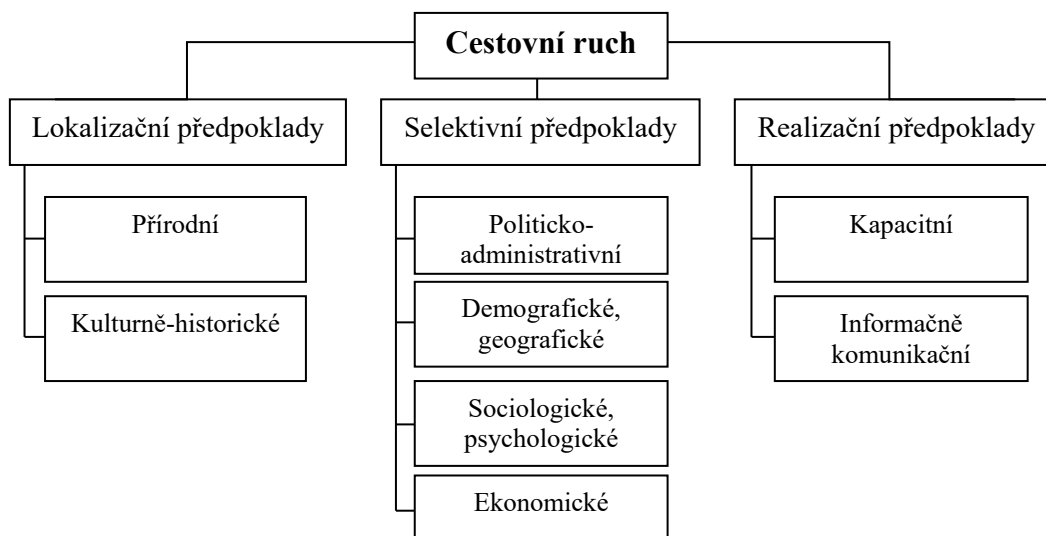 Cestovní ruch
Lokalizační předpoklady
Přírodní
Kulturně-historické
Selektivní předpoklady
Politicko-
administrativní
Demografické,
geografické
Sociologické,
psychologické
Ekonomické
Realizační předpoklady
Kapacitní
Informačně
komunikační